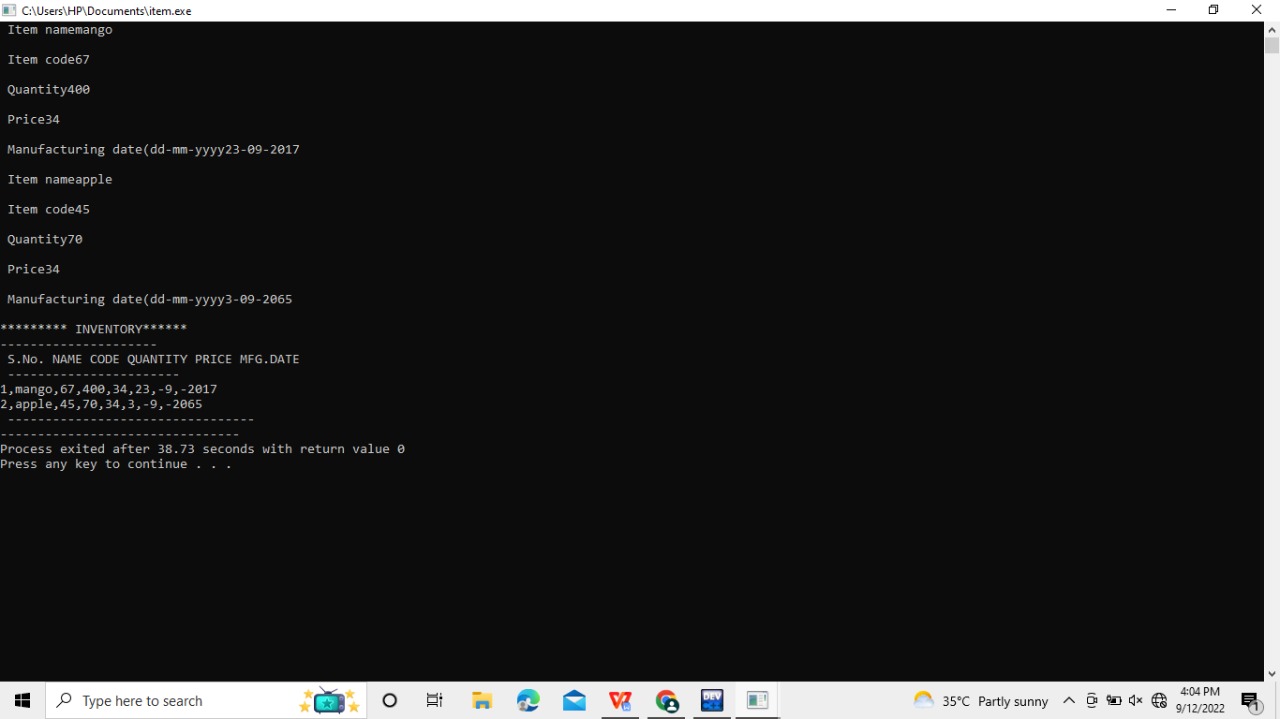 C:\Users\HP\Documents\item.exe
Item namemango
Item code67
Quantity400
Price34
Manufacturing date(dd-mm-yyyy23-09-2017
Item nameapple
Item code45
Quantity70
Price34
Manufacturing date(dd-mm-yyyy3-09-2065
********* INVENTORY******
---------------------
S.No. NAME CODE QUANTITY PRICE MFG.DATE
-----------------------
1,mango,67,400,34,23,-9,-2017
2,apple,45,70,34,3,-9,-2065
---------------------------------
--------------------------------
Process exited after 38.73 seconds with return value 0
Press any key to continue . . .
Type here to search
DEV
35°C Partly sunny
4:04 PM
9/12/2022
1